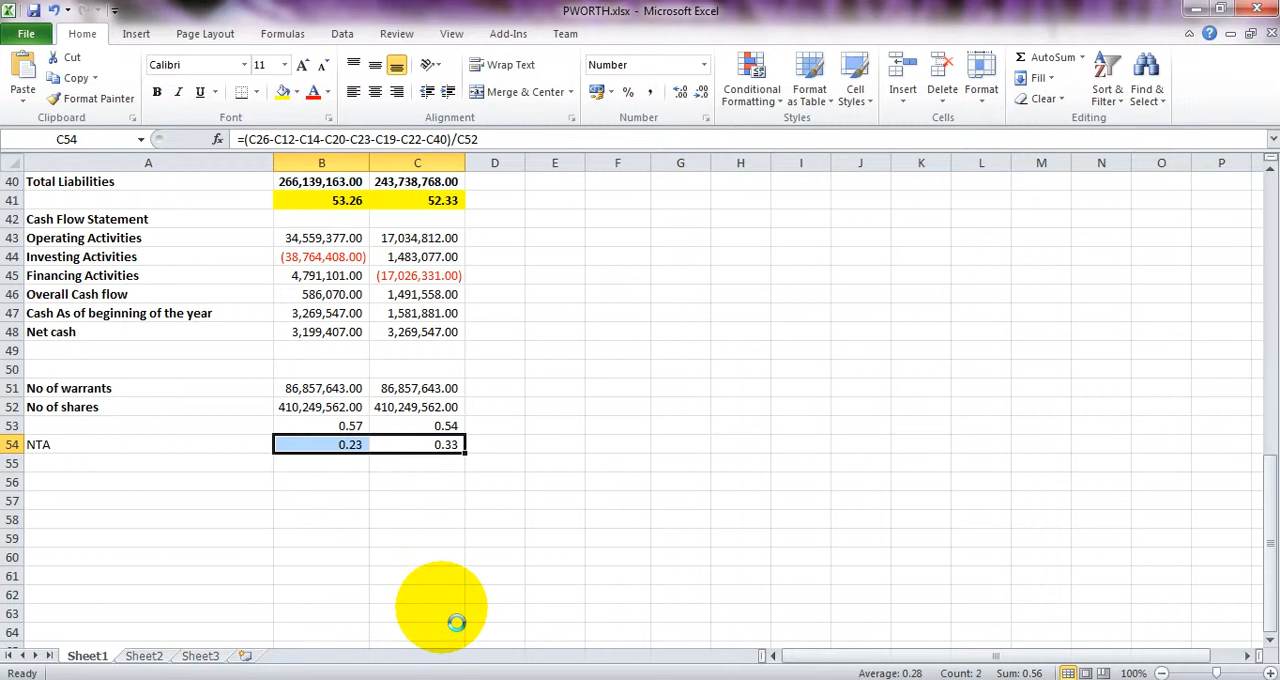 PWORTH.xlsx - Microsoft Excel
File Home Insert Page Layout Formulas Data Review View Add-Ins Team
Paste Cut Copy Format Painter Clipboard
Calibri 11 A A B I U A Font
Wrap Text Merge & Center Alignment
Number % , .0 .00 .00 .0 Number
Conditional Formatting Format as Table Cell Styles Styles
Insert Delete Format Cells
Σ AutoSum Fill Clear Sort & Filter Find & Select Editing
C54 fx =(C26-C12-C14-C20-C23-C19-C22-C40)/C52
A B C D E F G H I J K L M N O P
40 Total Liabilities 266,139,163.00 243,738,768.00
41 53.26 52.33
42 Cash Flow Statement
43 Operating Activities 34,559,377.00 17,034,812.00
44 Investing Activities (38,764,408.00) 1,483,077.00
45 Financing Activities 4,791,101.00 (17,026,331.00)
46 Overall Cash flow 586,070.00 1,491,558.00
47 Cash As of beginning of the year 3,269,547.00 1,581,881.00
48 Net cash 3,199,407.00 3,269,547.00
49
50
51 No of warrants 86,857,643.00 86,857,643.00
52 No of shares 410,249,562.00 410,249,562.00
53 0.57 0.54
54 NTA 0.23 0.33
55
56
57
58
59
60
61
62
63
64
Sheet1 Sheet2 Sheet3
Ready Average: 0.28 Count: 2 Sum: 0.56 100%